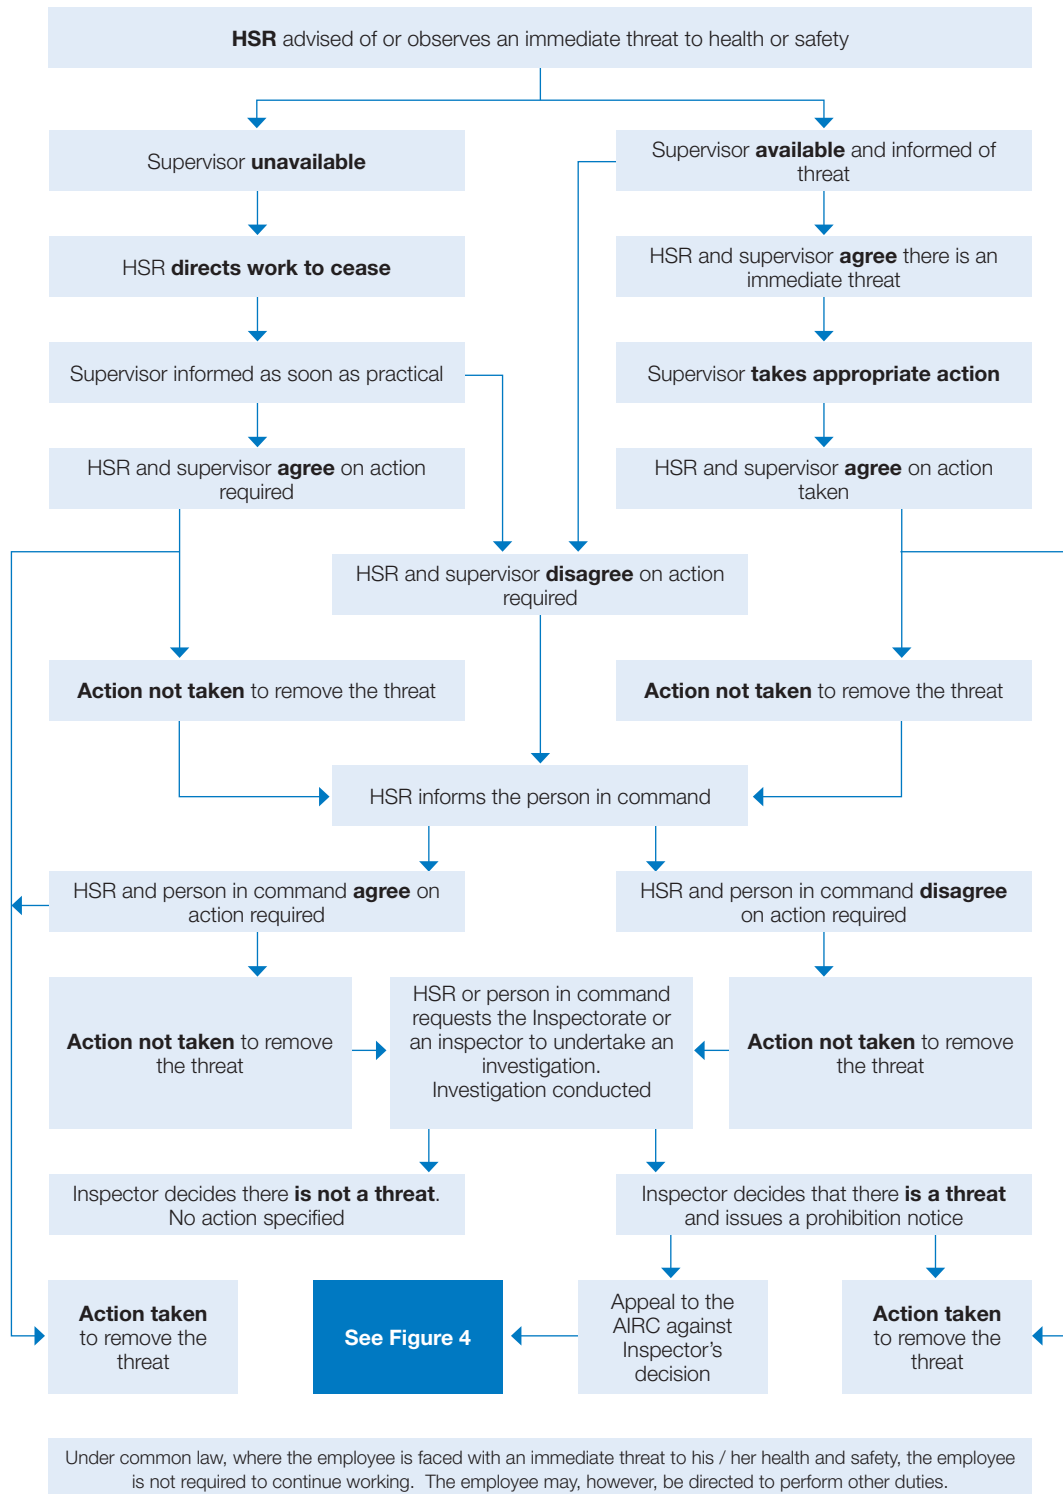 HSR advised of or observes an immediate threat to health or safety
Supervisor unavailable
Supervisor available and informed of
threat
HSR directs work to cease
HSR and supervisor agree there is an
immediate threat
Supervisor informed as soon as practical
Supervisor takes appropriate action
HSR and supervisor agree on action
required
HSR and supervisor agree on action
taken
HSR and supervisor disagree on action
required
Action not taken to remove the threat
Action not taken to remove the threat
HSR informs the person in command
HSR and person in command agree on
action required
HSR and person in command disagree
on action required
Action not taken to remove
the threat
HSR or person in command
requests the Inspectorate or
an inspector to undertake an
investigation.
Investigation conducted
Action not taken to remove
the threat
Inspector decides there is not a threat.
No action specified
Inspector decides that there is a threat
and issues a prohibition notice
Action taken
to remove the
threat
See Figure 4
Appeal to the
AIRC against
Inspector's
decision
Action taken
to remove the
threat
Under common law, where the employee is faced with an immediate threat to his / her health and safety, the employee
is not required to continue working. The employee may, however, be directed to perform other duties.